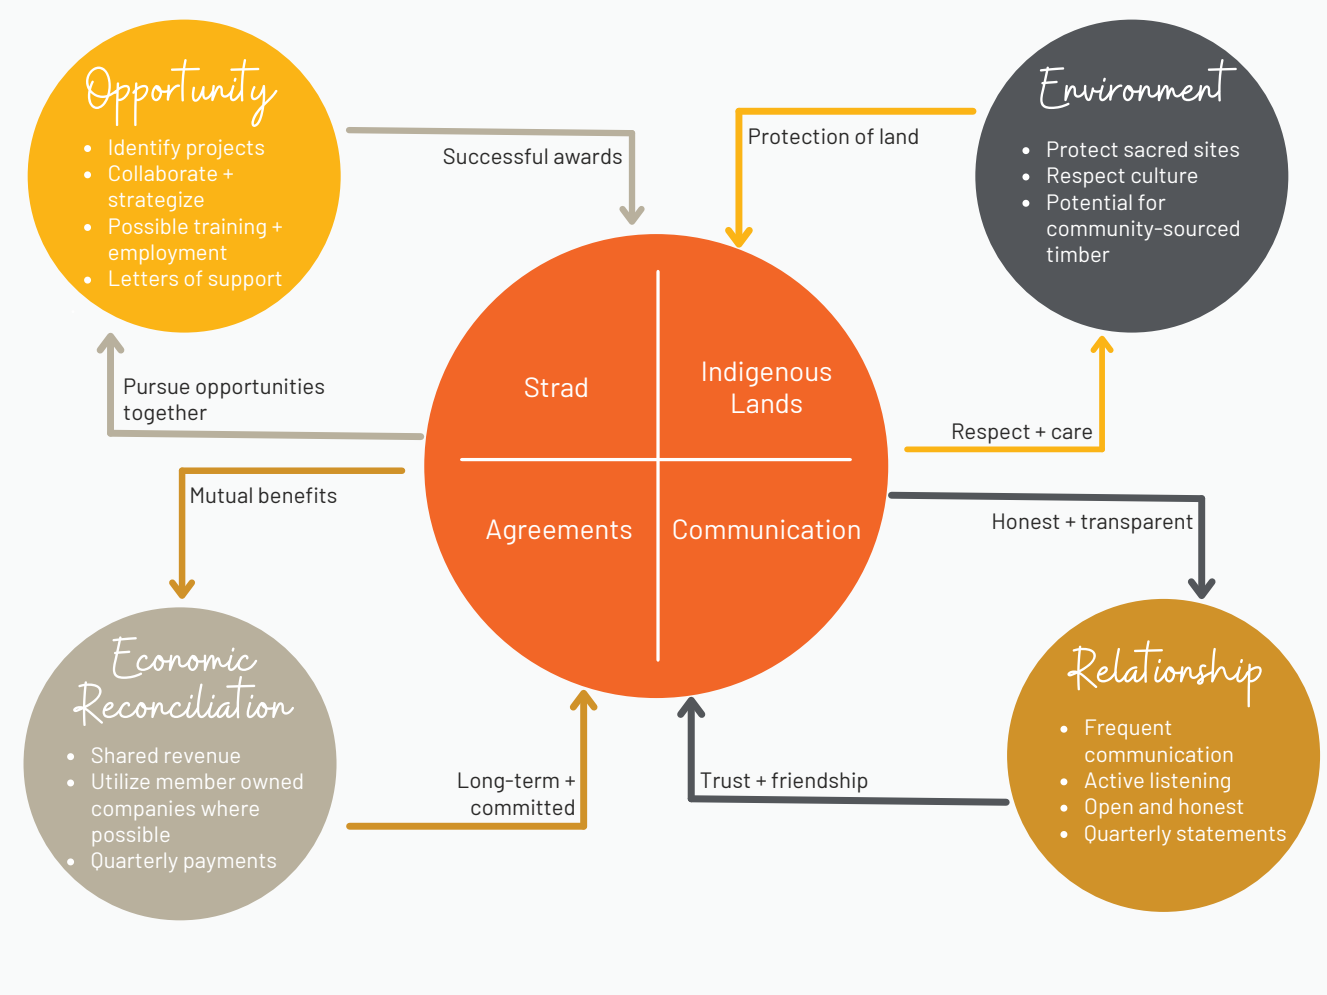 Opportunity
• Identify projects
• Collaborate +
strategize
• Possible training +
employment
• Letters of support
Successful awards
Pursue opportunities
together
Environment
• Protect sacred sites
• Respect culture
• Potential for
community-sourced
timber
Protection of land
Respect + care
Strad
Indigenous
Lands
Agreements
Communication
Mutual benefits
Economic
Reconciliation
• Shared revenue
• Utilize member owned
companies where
possible
• Quarterly payments
Long-term +
committed
Honest + transparent
Relationship
• Frequent
communication
• Active listening
• Open and honest
• Quarterly statements
Trust + friendship